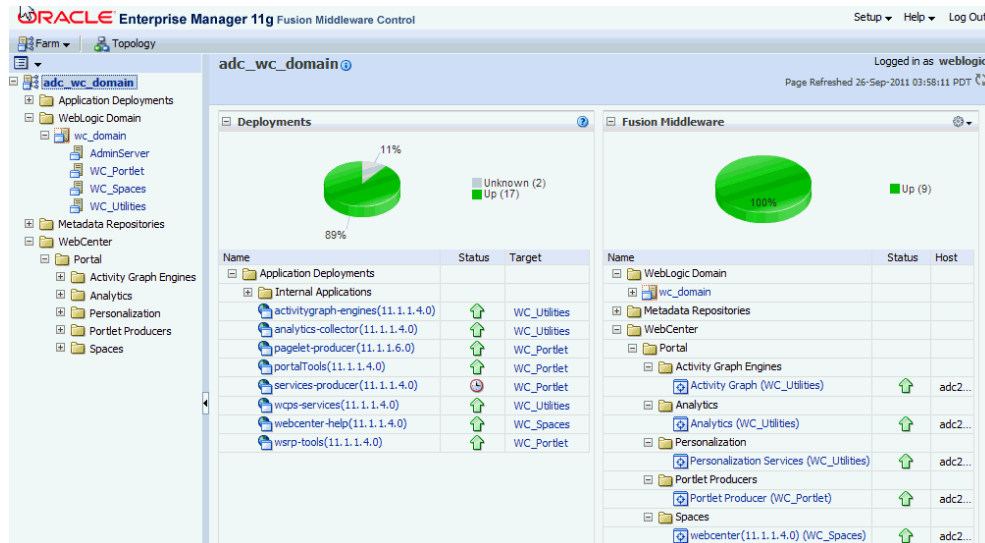 ORACLE Enterprise Manager 11g Fusion Middleware Control
Setup Help Log Out
Farm Topology
adc_wc_domain
Application Deployments
WebLogic Domain
wc_domain
AdminServer
WC_Portlet
WC_Spaces
WC_Utilities
Metadata Repositories
WebCenter
Portal
Activity Graph Engines
Analytics
Personalization
Portlet Producers
Spaces
adc_wc_domain
Logged in as weblogic
Page Refreshed 26-Sep-2011 03:58:11 PDT
Deployments
11%
89%
Unknown (2)
Up (17)
Name Status Target
Application Deployments
Internal Applications
activitygraph-engines(11.1.1.4.0) WC_Utilities
analytics-collector(11.1.1.4.0) WC_Utilities
pagelet-producer(11.1.1.6.0) WC_Portlet
portalTools(11.1.1.4.0) WC_Portlet
services-producer(11.1.1.4.0) WC_Portlet
wcps-services(11.1.1.4.0) WC_Utilities
webcenter-help(11.1.1.4.0) WC_Spaces
wsrp-tools(11.1.1.4.0) WC_Portlet
Fusion Middleware
100%
Up (9)
Name Status Host
WebLogic Domain
wc_domain
Metadata Repositories
WebCenter
Portal
Activity Graph Engines
Activity Graph (WC_Utilities) adc2...
Analytics
Analytics (WC_Utilities) adc2...
Personalization
Personalization Services (WC_Utilities) adc2...
Portlet Producers
Portlet Producer (WC_Portlet) adc2...
Spaces
webcenter(11.1.1.4.0) (WC_Spaces) adc2...